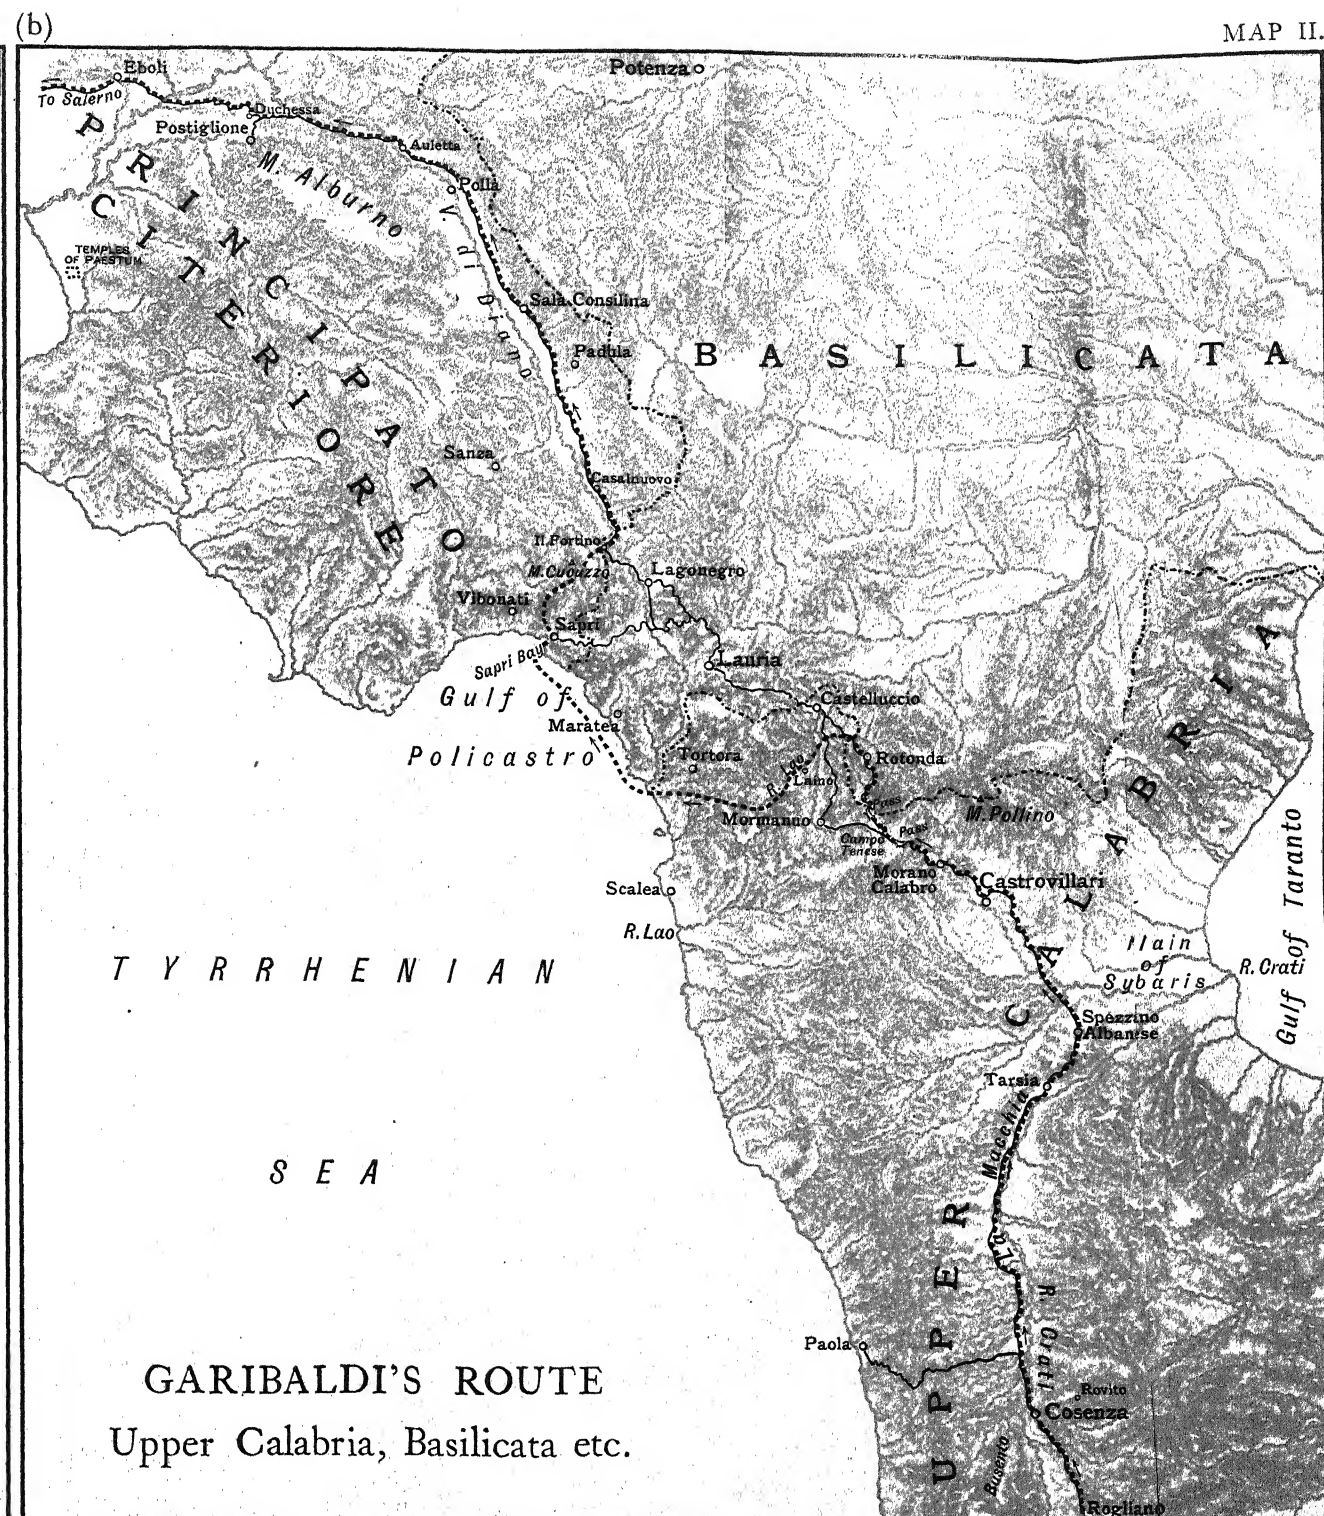 (b)
MAP II.
Eboli
To Salerno
Potenza
Duchessa
Postiglione
Auletta
M. Alburno
Polla
PRINCIPATO
CITERIORE
TEMPLES
OF PAESTUM
V. di Diano
Sala Consilina
Padula
BASILICATA
Sanza
Casalnuovo
Il Fortino
M. Cucuzzo
Lagonegro
Vibonati
Sapri
Sapri Bay
Lauria
Gulf of
Policastro
Maratea
Castelluccio
Tortora
R. Lao
Laino
Rotonda
Pass
M. Pollino
Mormanno
Campo
Tenese
Pass
Morano
Calabro
Castrovillari
Scalea
R. Lao
Plain
of
Sybaris
R. Crati
Gulf of Taranto
TYRRHENIAN
SEA
Spezzino
Albanese
Tarsia
La Macchia
UPPER CALABRIA
R. Crati
Paola
Rovito
Cosenza
Busento
Rogliano
GARIBALDI'S ROUTE
Upper Calabria, Basilicata etc.